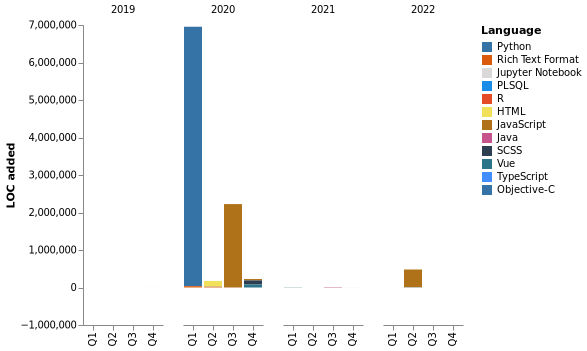 2019 2020 2021 2022
LOC added
7,000,000
6,000,000
5,000,000
4,000,000
3,000,000
2,000,000
1,000,000
0
−1,000,000
Q1 Q2 Q3 Q4 Q1 Q2 Q3 Q4 Q1 Q2 Q3 Q4 Q1 Q2 Q3 Q4
Language
Python
Rich Text Format
Jupyter Notebook
PLSQL
R
HTML
JavaScript
Java
SCSS
Vue
TypeScript
Objective-C